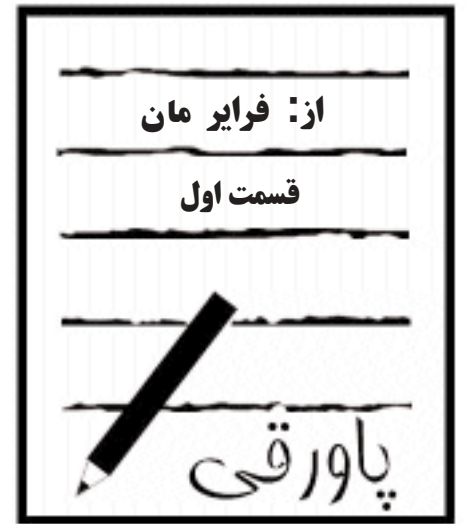 از: فرایر مان
قسمت اول
پاورقی